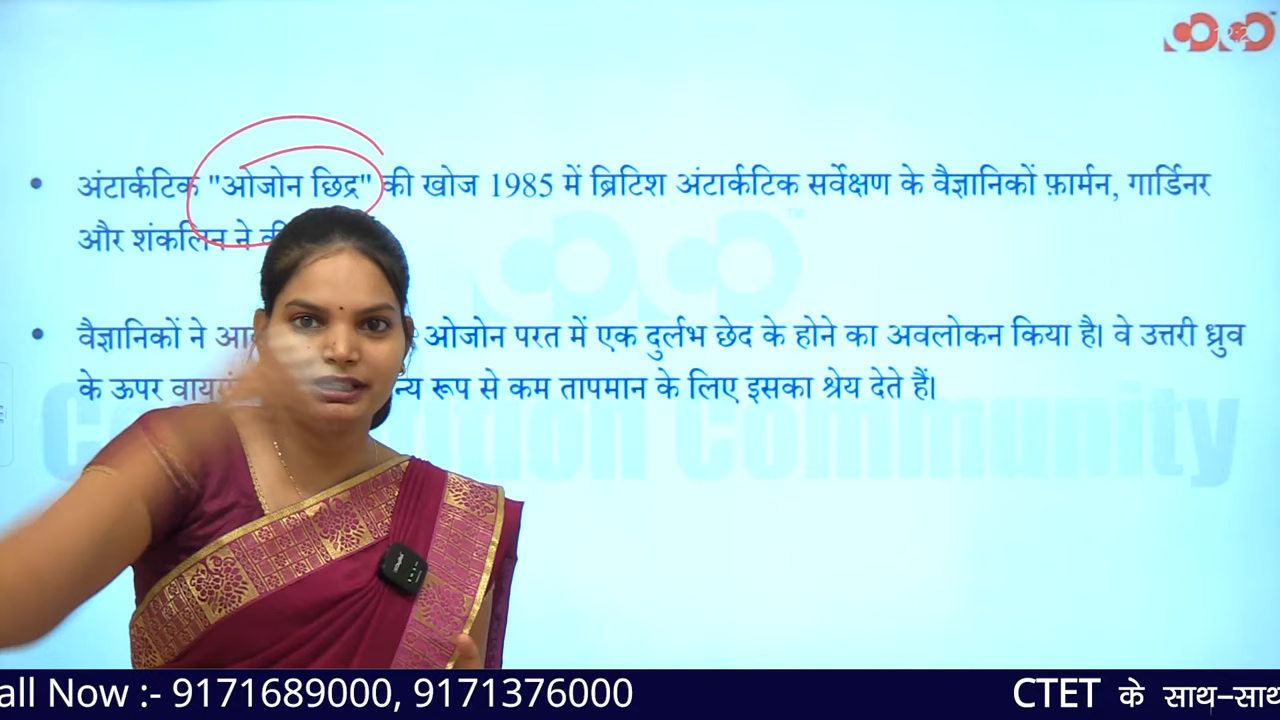 अंटार्कटिक "ओजोन छिद्र" की खोज 1985 में ब्रिटिश अंटार्कटिक सर्वेक्षण के वैज्ञानिकों फ़ार्मन, गार्डिनर
और शंकलिन ने
वैज्ञानिकों ने ओजोन परत में एक दुर्लभ छेद के होने का अवलोकन किया है। वे उत्तरी ध्रुव
के ऊपर रूप से कम तापमान के लिए इसका श्रेय देते हैं।
Community
all Now :- 9171689000, 9171376000 CTET के साथ-साथ